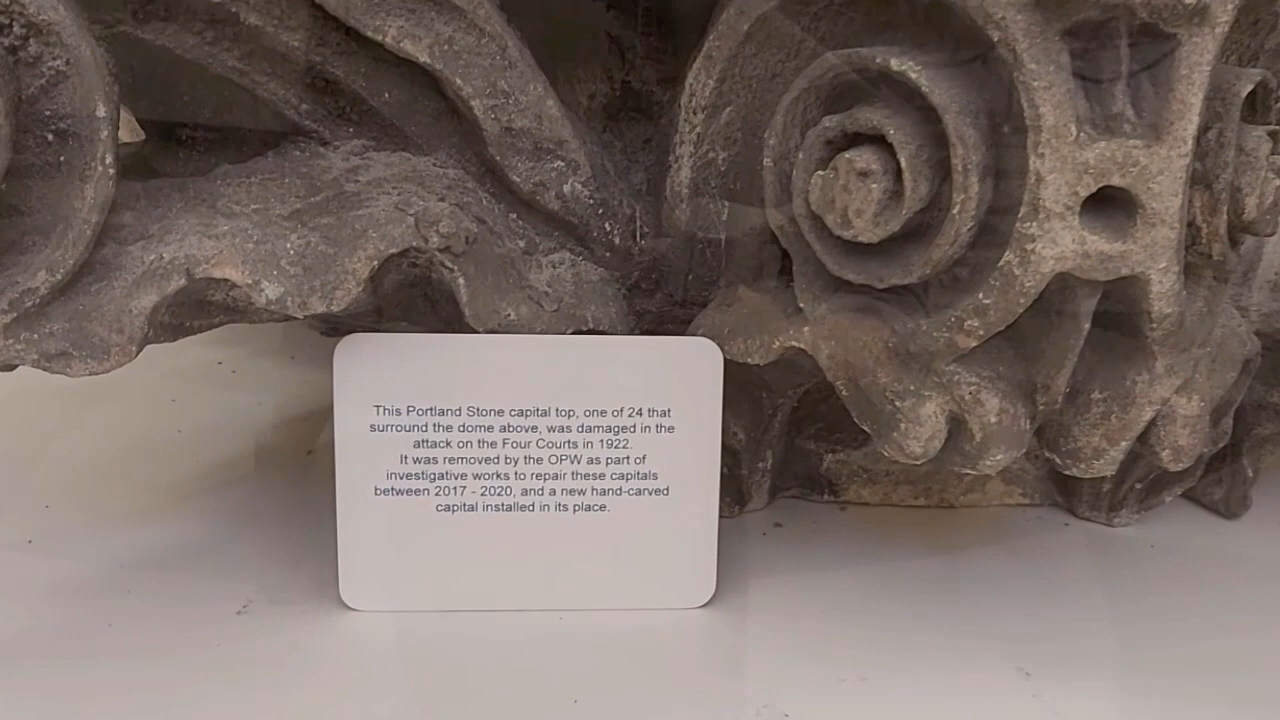 This Portland Stone capital top, one of 24 that
surround the dome above, was damaged in the
attack on the Four Courts in 1922.
It was removed by the OPW as part of
investigative works to repair these capitals
between 2017 - 2020, and a new hand-carved
capital installed in its place.